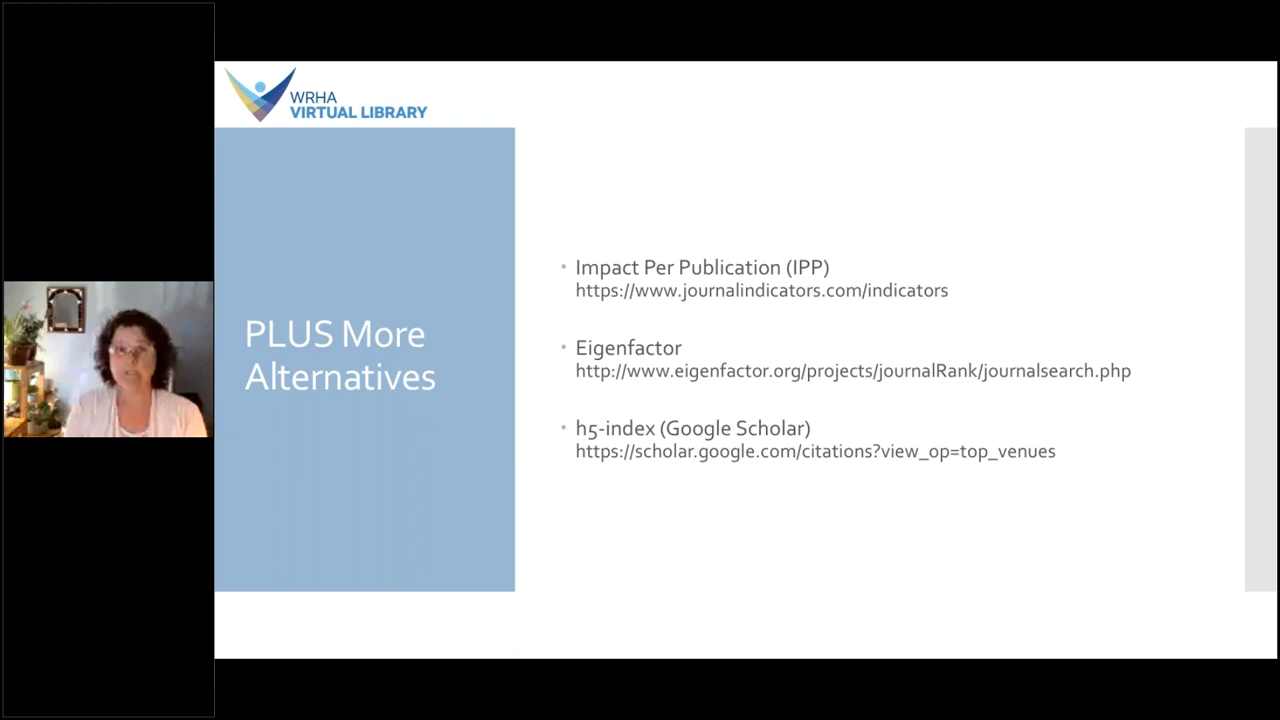 WRHA
VIRTUAL LIBRARY
PLUS More
Alternatives
• Impact Per Publication (IPP)
https://www.journalindicators.com/indicators
• Eigenfactor
http://www.eigenfactor.org/projects/journalRank/journalsearch.php
• h5-index (Google Scholar)
https://scholar.google.com/citations?view_op=top_venues